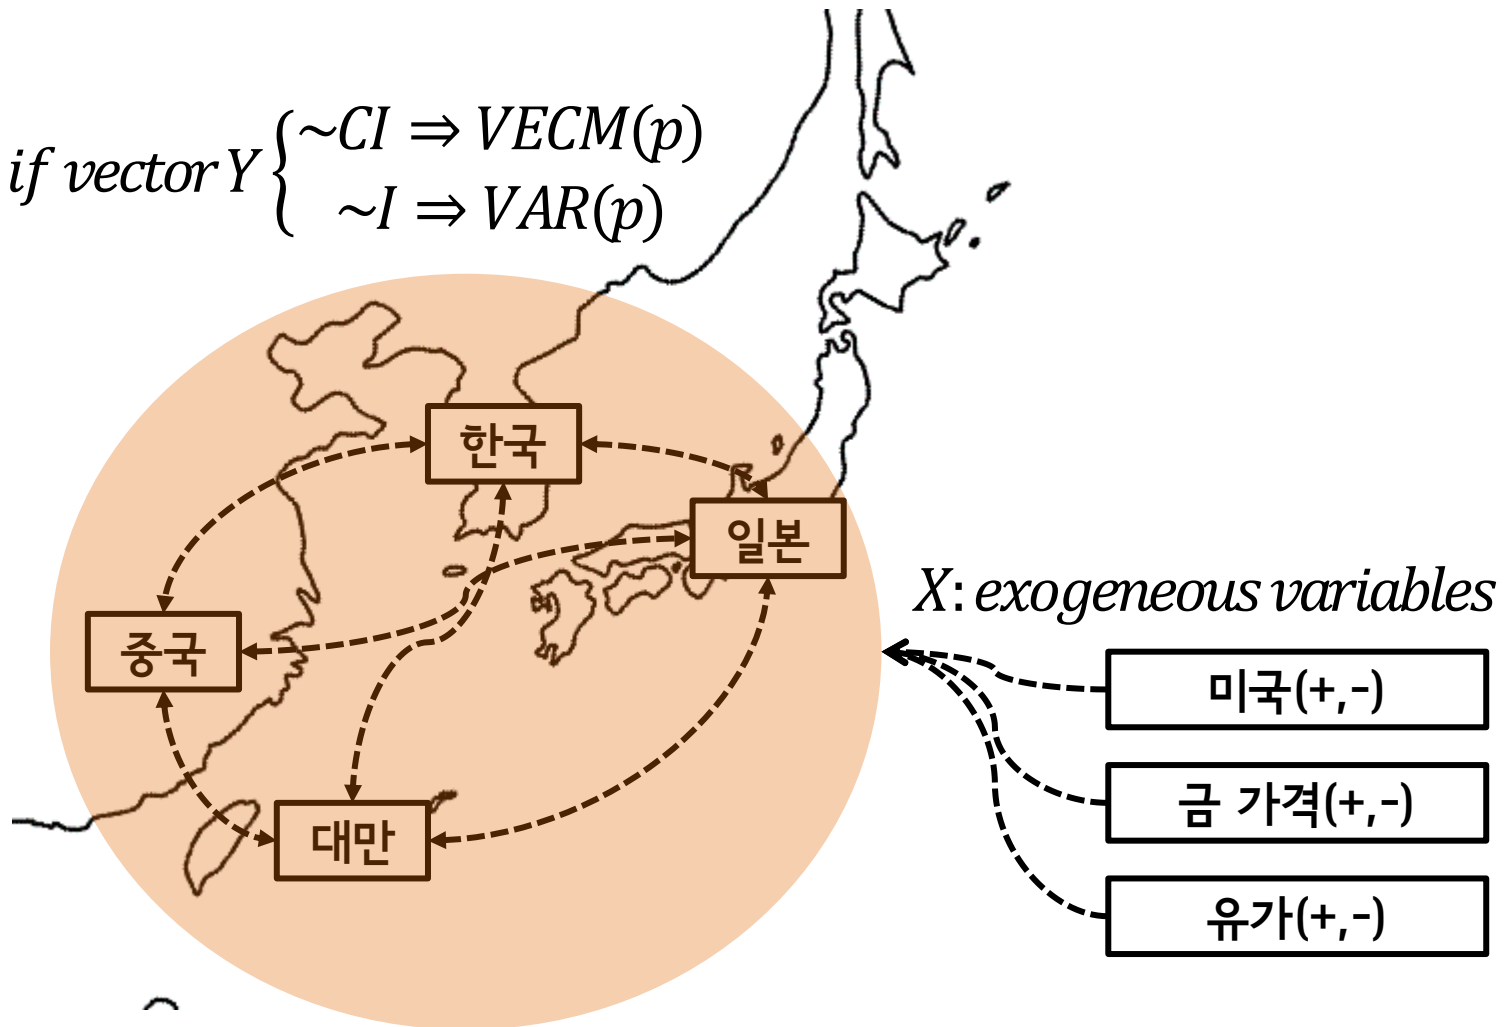 if vector Y { ~CI ⇒ VECM(p)
~I ⇒ VAR(p)
한국
일본
중국
대만
X: exogeneous variables
미국(+,-)
금 가격(+,-)
유가(+,-)